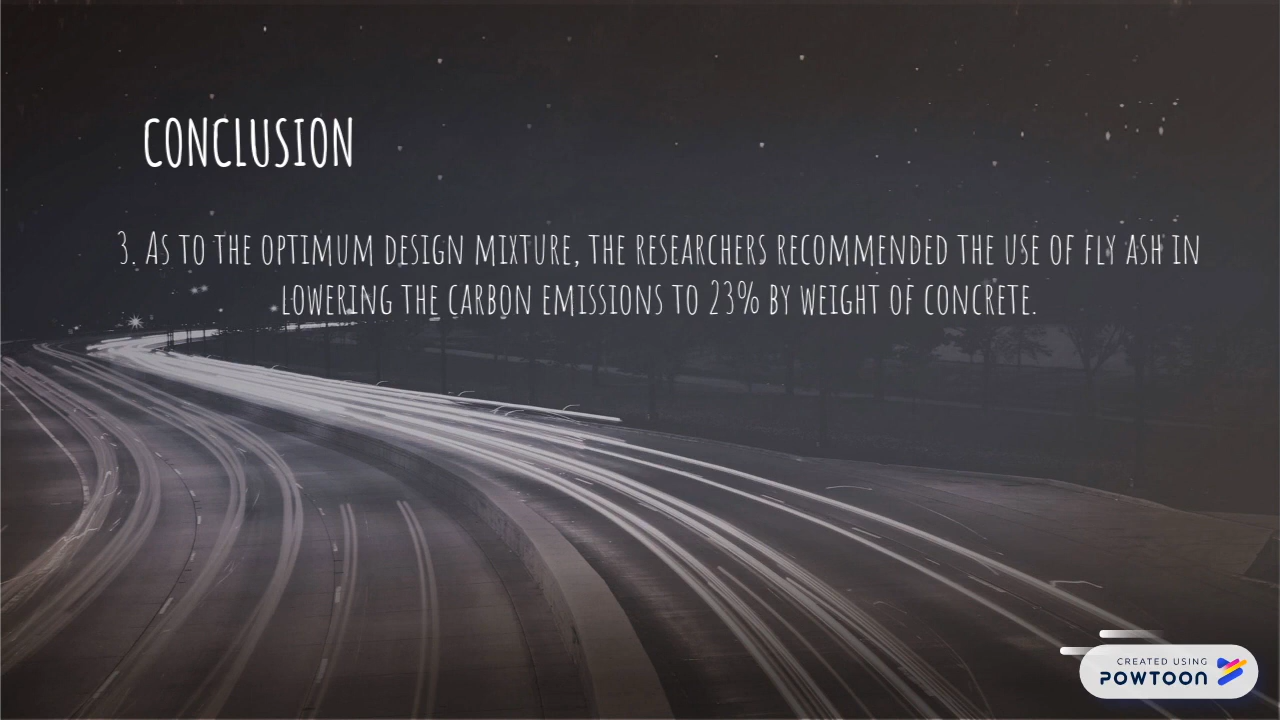 CONCLUSION
3. AS TO THE OPTIMUM DESIGN MIXTURE, THE RESEARCHERS RECOMMENDED THE USE OF FLY ASH IN
LOWERING THE CARBON EMISSIONS TO 23% BY WEIGHT OF CONCRETE.
CREATED USING
POWTOON